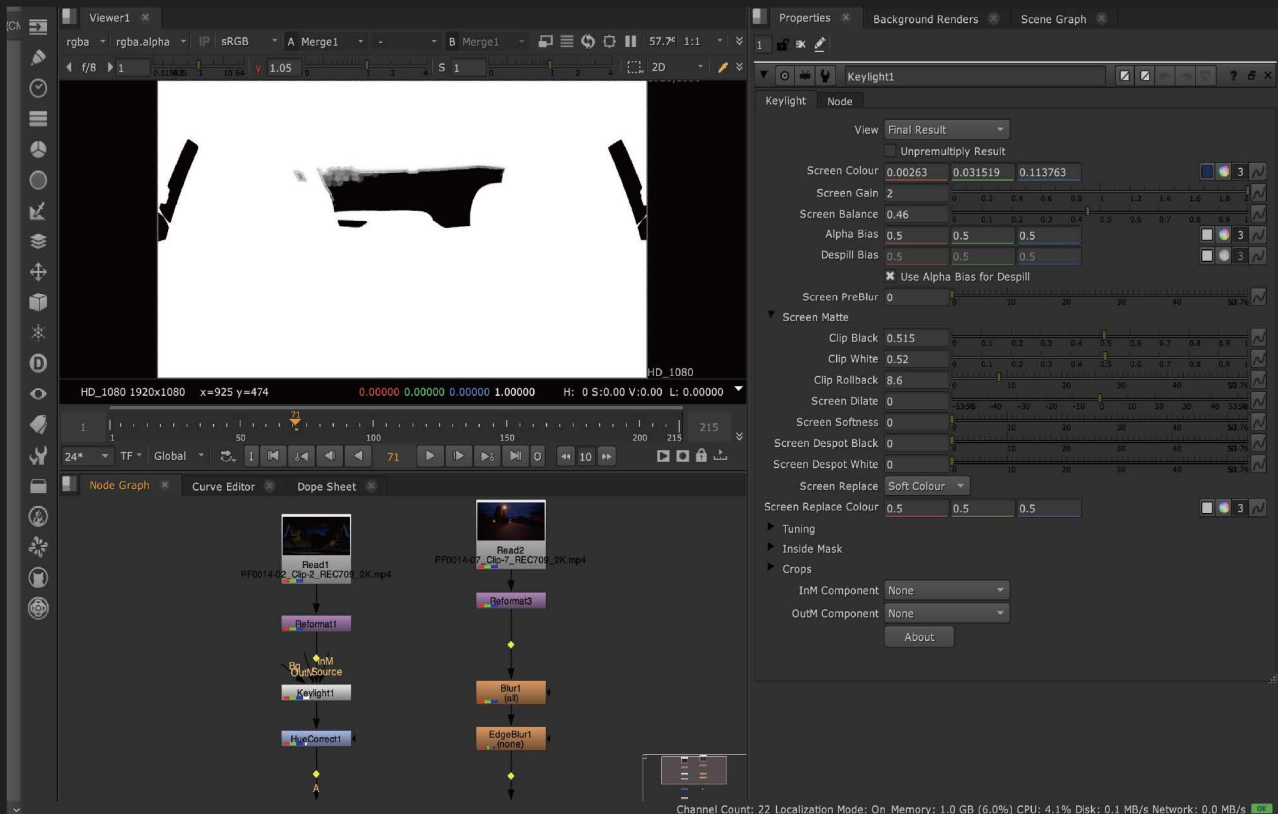 Viewer1
rgba rgba.alpha IP sRGB A Merge1 - B Merge1 57.7 1:1
f/8 1 Y 1.05 S 1 2D
HD_1080
HD_1080 1920x1080 x=925 y=474 0.00000 0.00000 0.00000 1.00000 H: 0 S:0.00 V:0.00 L: 0.00000
71
1 215
1 50 100 150 200 215
24* TF Global I 71 O 10
Node Graph Curve Editor Dope Sheet
Read1
PF0014-02_Clip-2_REC709_2K.mp4
Reformat1
Bg InM
OutM Source
Keylight1
HueCorrect1
A
Read2
PF0014-07_Clip-7_REC709_2K.mp4
Reformat3
Blur1
(all)
EdgeBlur1
(none)
Properties Background Renders Scene Graph
1
Keylight1
Keylight Node
View Final Result
Unpremultiply Result
Screen Colour 0.00263 0.031519 0.113763 3
Screen Gain 2
Screen Balance 0.46
Alpha Bias 0.5 0.5 0.5 3
Despill Bias 0.5 0.5 0.5 3
Use Alpha Bias for Despill
Screen PreBlur 0
Screen Matte
Clip Black 0.515
Clip White 0.52
Clip Rollback 8.6
Screen Dilate 0
Screen Softness 0
Screen Despot Black 0
Screen Despot White 0
Screen Replace Soft Colour
Screen Replace Colour 0.5 0.5 0.5 3
Tuning
Inside Mask
Crops
InM Component None
OutM Component None
About
Channel Count: 22 Localization Mode: On Memory: 1.0 GB (6.0%) CPU: 4.1% Disk: 0.1 MB/s Network: 0.0 MB/s OK